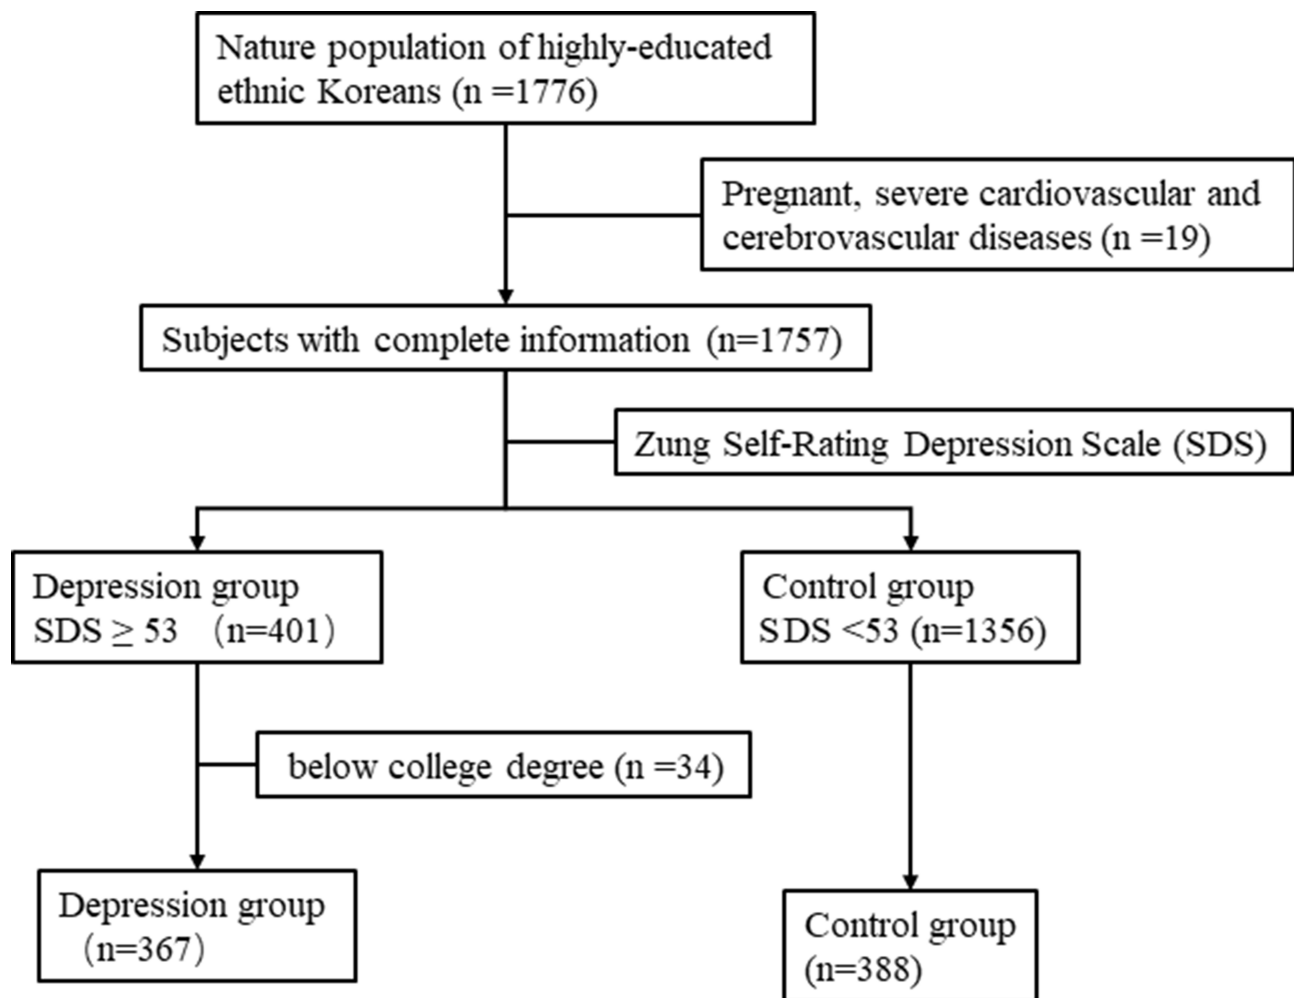 Nature population of highly-educated
ethnic Koreans (n =1776)
Pregnant, severe cardiovascular and
cerebrovascular diseases (n =19)
Subjects with complete information (n=1757)
Zung Self-Rating Depression Scale (SDS)
Depression group
SDS ≥ 53 （n=401）
Control group
SDS <53 (n=1356)
below college degree (n =34)
Depression group
（n=367）
Control group
(n=388)